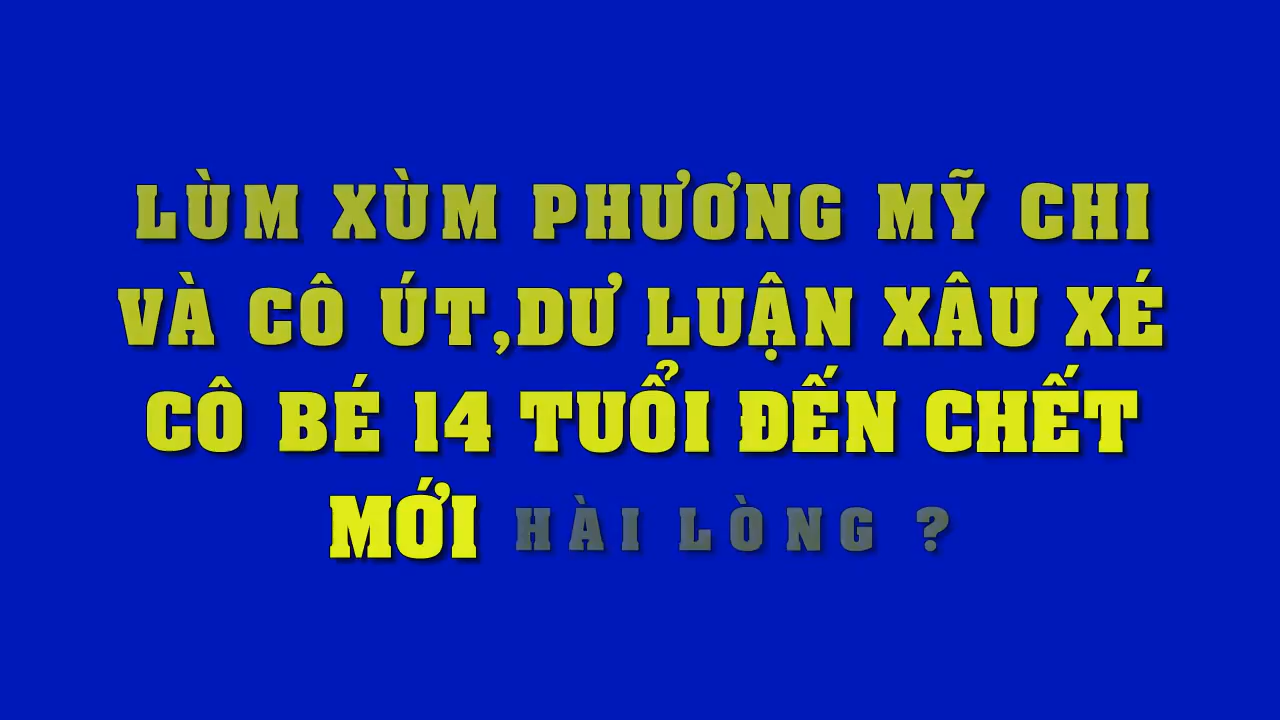 LÙM XÙM PHƯƠNG MỸ CHI
VÀ CÔ ÚT,DƯ LUẬN XÂU XÉ
CÔ BÉ 14 TUỔI ĐẾN CHẾT
MỚI HÀI LÒNG ?